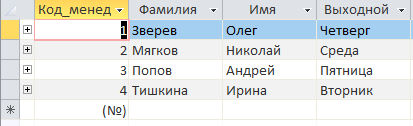 Код_менед Фамилия Имя Выходной
1 Зверев Олег Четверг
2 Мягков Николай Среда
3 Попов Андрей Пятница
4 Тишкина Ирина Вторник
(№)